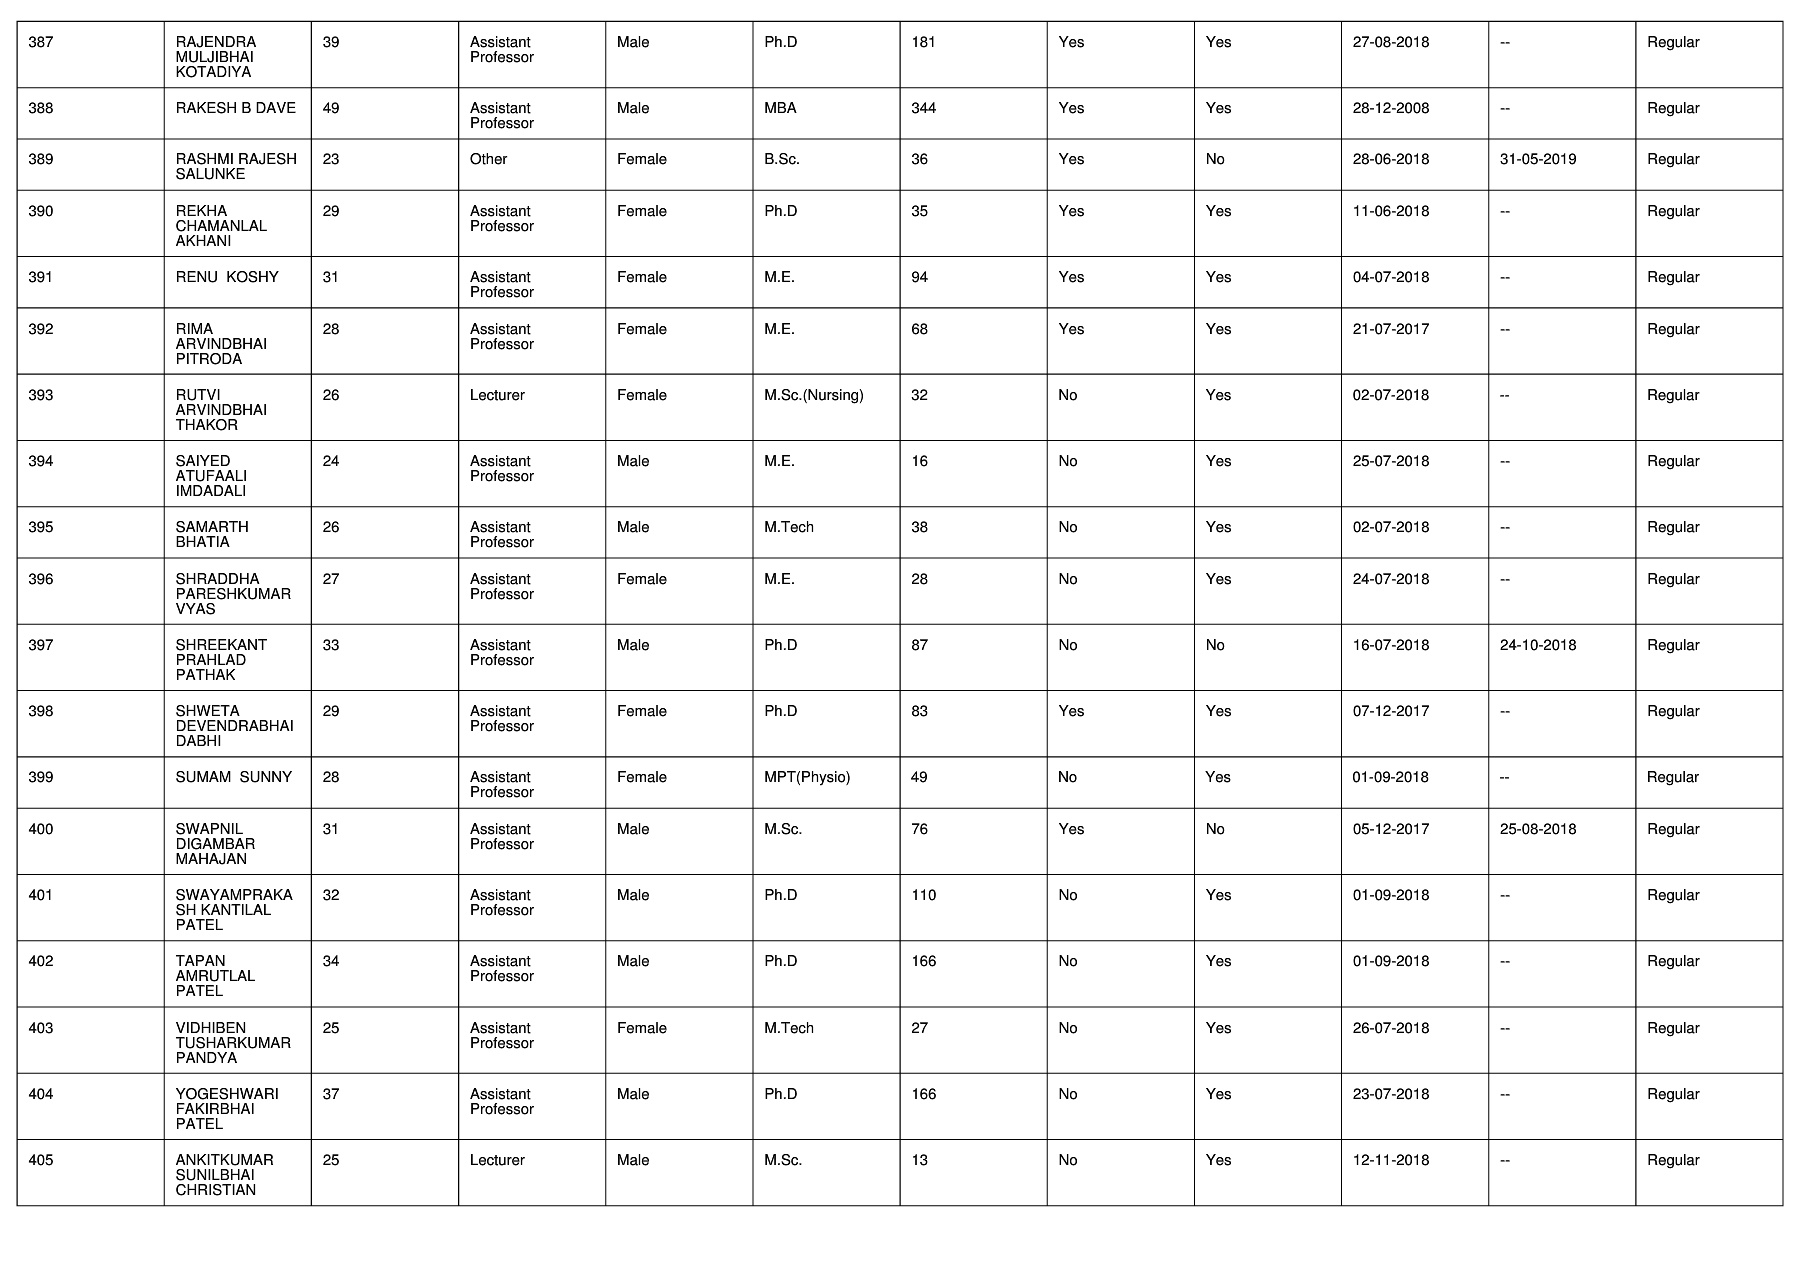 387 RAJENDRA 39 Assistant Male Ph.D 181 Yes Yes 27-08-2018 -- Regular
MULJIBHAI Professor
KOTADIYA
388 RAKESH B DAVE 49 Assistant Male MBA 344 Yes Yes 28-12-2008 -- Regular
Professor
389 RASHMI RAJESH 23 Other Female B.Sc. 36 Yes No 28-06-2018 31-05-2019 Regular
SALUNKE
390 REKHA 29 Assistant Female Ph.D 35 Yes Yes 11-06-2018 -- Regular
CHAMANLAL Professor
AKHANI
391 RENU KOSHY 31 Assistant Female M.E. 94 Yes Yes 04-07-2018 -- Regular
Professor
392 RIMA 28 Assistant Female M.E. 68 Yes Yes 21-07-2017 -- Regular
ARVINDBHAI Professor
PITRODA
393 RUTVI 26 Lecturer Female M.Sc.(Nursing) 32 No Yes 02-07-2018 -- Regular
ARVINDBHAI
THAKOR
394 SAIYED 24 Assistant Male M.E. 16 No Yes 25-07-2018 -- Regular
ATUFAALI Professor
IMDADALI
395 SAMARTH 26 Assistant Male M.Tech 38 No Yes 02-07-2018 -- Regular
BHATIA Professor
396 SHRADDHA 27 Assistant Female M.E. 28 No Yes 24-07-2018 -- Regular
PARESHKUMAR Professor
VYAS
397 SHREEKANT 33 Assistant Male Ph.D 87 No No 16-07-2018 24-10-2018 Regular
PRAHLAD Professor
PATHAK
398 SHWETA 29 Assistant Female Ph.D 83 Yes Yes 07-12-2017 -- Regular
DEVENDRABHAI Professor
DABHI
399 SUMAM SUNNY 28 Assistant Female MPT(Physio) 49 No Yes 01-09-2018 -- Regular
Professor
400 SWAPNIL 31 Assistant Male M.Sc. 76 Yes No 05-12-2017 25-08-2018 Regular
DIGAMBAR Professor
MAHAJAN
401 SWAYAMPRAKA 32 Assistant Male Ph.D 110 No Yes 01-09-2018 -- Regular
SH KANTILAL Professor
PATEL
402 TAPAN 34 Assistant Male Ph.D 166 No Yes 01-09-2018 -- Regular
AMRUTLAL Professor
PATEL
403 VIDHIBEN 25 Assistant Female M.Tech 27 No Yes 26-07-2018 -- Regular
TUSHARKUMAR Professor
PANDYA
404 YOGESHWARI 37 Assistant Male Ph.D 166 No Yes 23-07-2018 -- Regular
FAKIRBHAI Professor
PATEL
405 ANKITKUMAR 25 Lecturer Male M.Sc. 13 No Yes 12-11-2018 -- Regular
SUNILBHAI
CHRISTIAN